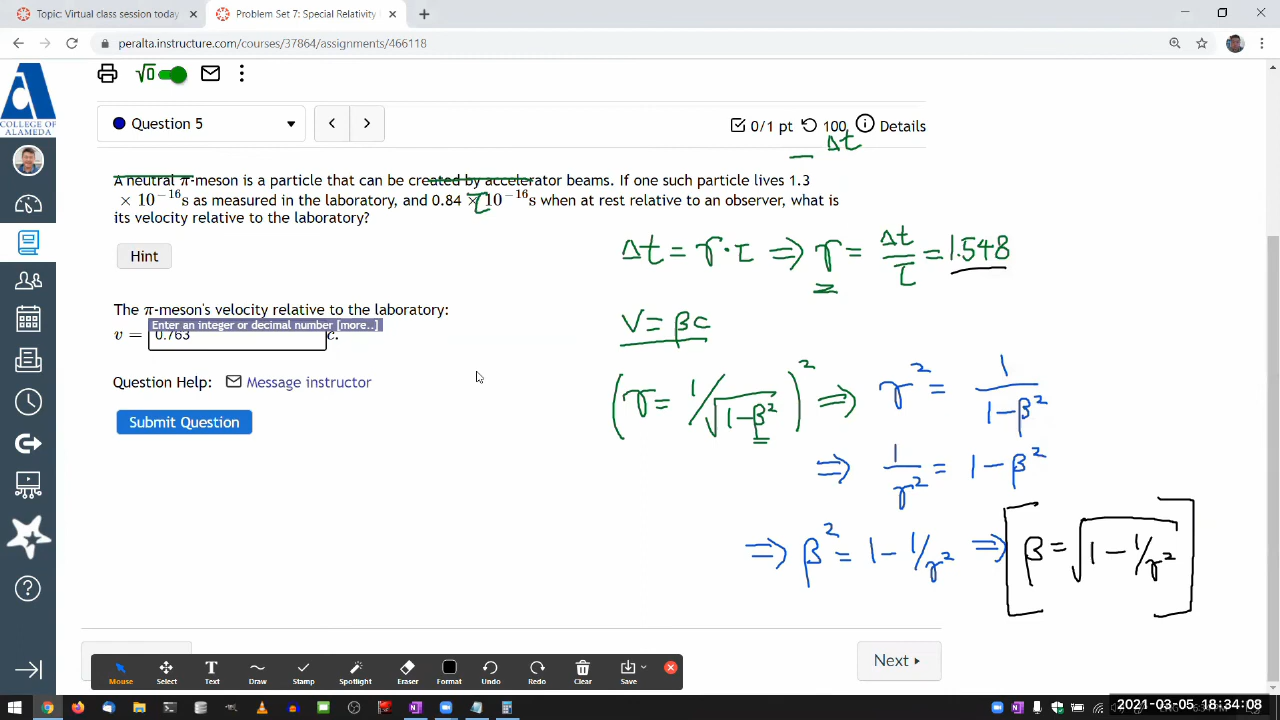 Topic: Virtual class session today
Problem Set 7: Special Relativity
peralta.instructure.com/courses/37864/assignments/466118
COLLEGE OF
ALAMEDA
√0
Question 5
0/1 pt
100
Details
Δt
A neutral π-meson is a particle that can be created by accelerator beams. If one such particle lives 1.3
× 10⁻¹⁶s as measured in the laboratory, and 0.84 × 10⁻¹⁶s when at rest relative to an observer, what is
τ
its velocity relative to the laboratory?
Hint
Δt = γ·τ ⇒ γ = Δt/τ = 1.548
The π-meson's velocity relative to the laboratory:
Enter an integer or decimal number [more..]
v = 0.763 c.
V = βc
(γ = 1/√(1-β²))² ⇒ γ² = 1/(1-β²)
Question Help: Message instructor
Submit Question
⇒ 1/γ² = 1 - β²
⇒ β² = 1 - 1/γ² ⇒ [β = √(1 - 1/γ²)]
Next
Mouse Select Text Draw Stamp Spotlight Eraser Format Undo Redo Clear Save
2021-03-05 18:34:08